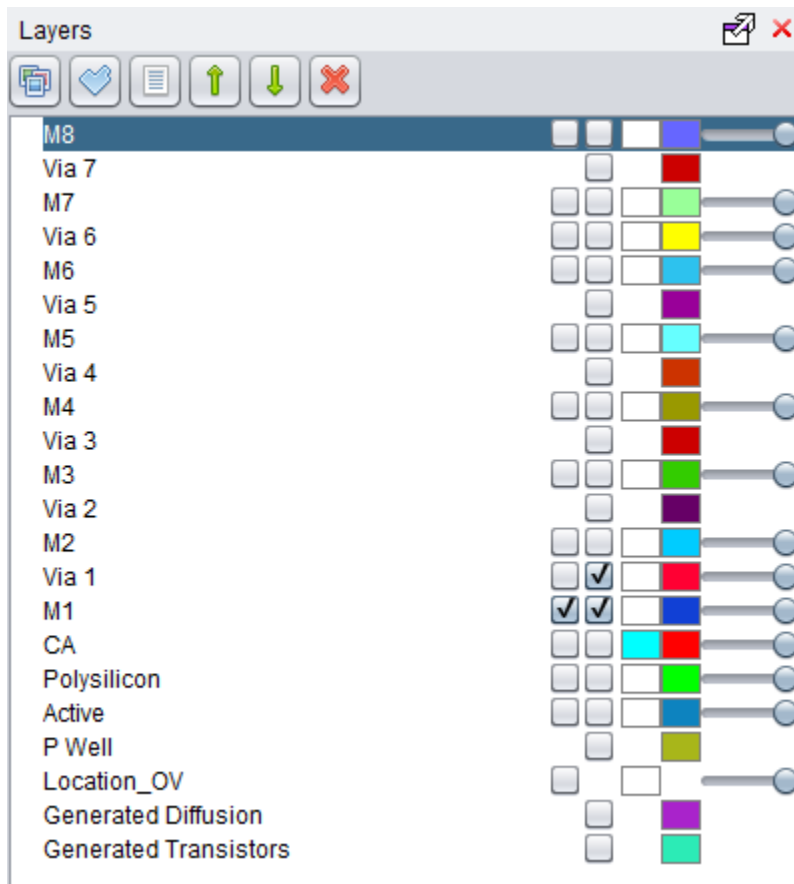 Layers
M8
Via 7
M7
Via 6
M6
Via 5
M5
Via 4
M4
Via 3
M3
Via 2
M2
Via 1
M1
CA
Polysilicon
Active
P Well
Location_OV
Generated Diffusion
Generated Transistors